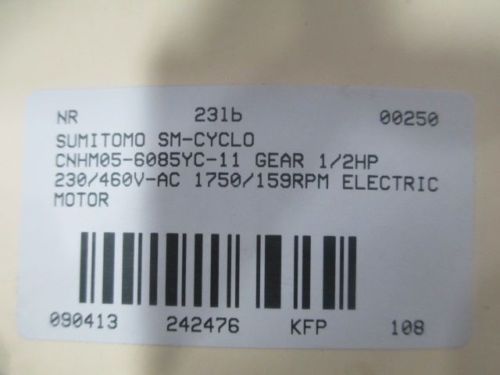 NR 23lb 00250
SUMITOMO SM-CYCLO
CNHM05-6085YC-11 GEAR 1/2HP
230/460V-AC 1750/159RPM ELECTRIC
MOTOR
090413 242476 KFP 108